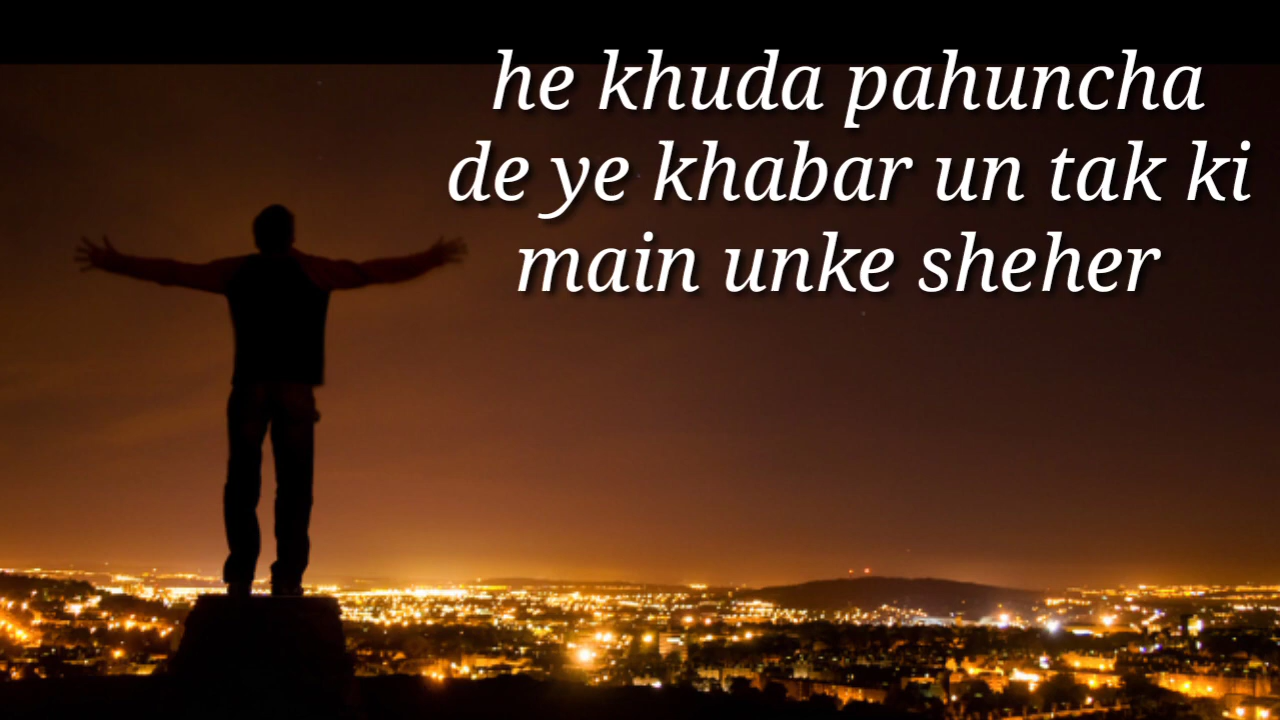 he khuda pahuncha
de ye khabar un tak ki
main unke sheher